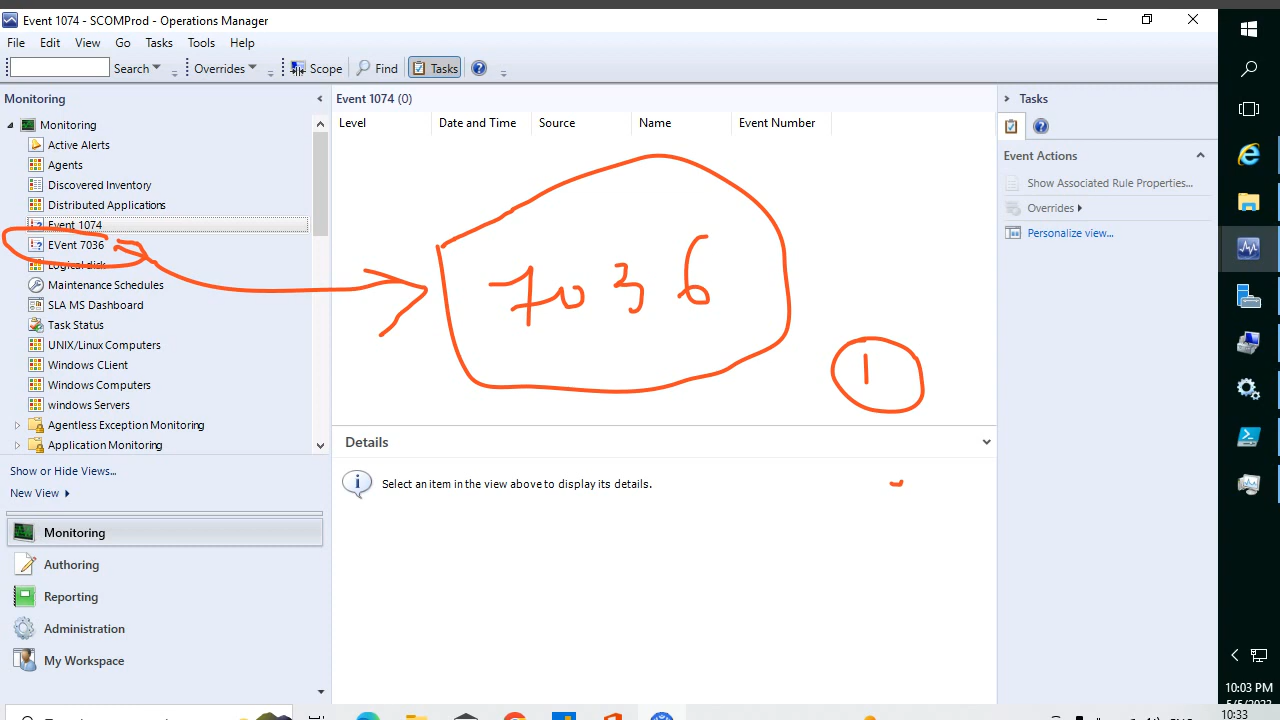 Event 1074 - SCOMProd - Operations Manager
File Edit View Go Tasks Tools Help
Search Overrides Scope Find Tasks
Monitoring
Monitoring
Active Alerts
Agents
Discovered Inventory
Distributed Applications
Event 1074
EVent 7036
Logical disk
Maintenance Schedules
SLA MS Dashboard
Task Status
UNIX/Linux Computers
Windows CLient
Windows Computers
windows Servers
Agentless Exception Monitoring
Application Monitoring
Show or Hide Views...
New View
Monitoring
Authoring
Reporting
Administration
My Workspace
Event 1074 (0)
Level Date and Time Source Name Event Number
7036
1
Details
Select an item in the view above to display its details.
Tasks
Event Actions
Show Associated Rule Properties...
Overrides
Personalize view...
10:03 PM
10:33